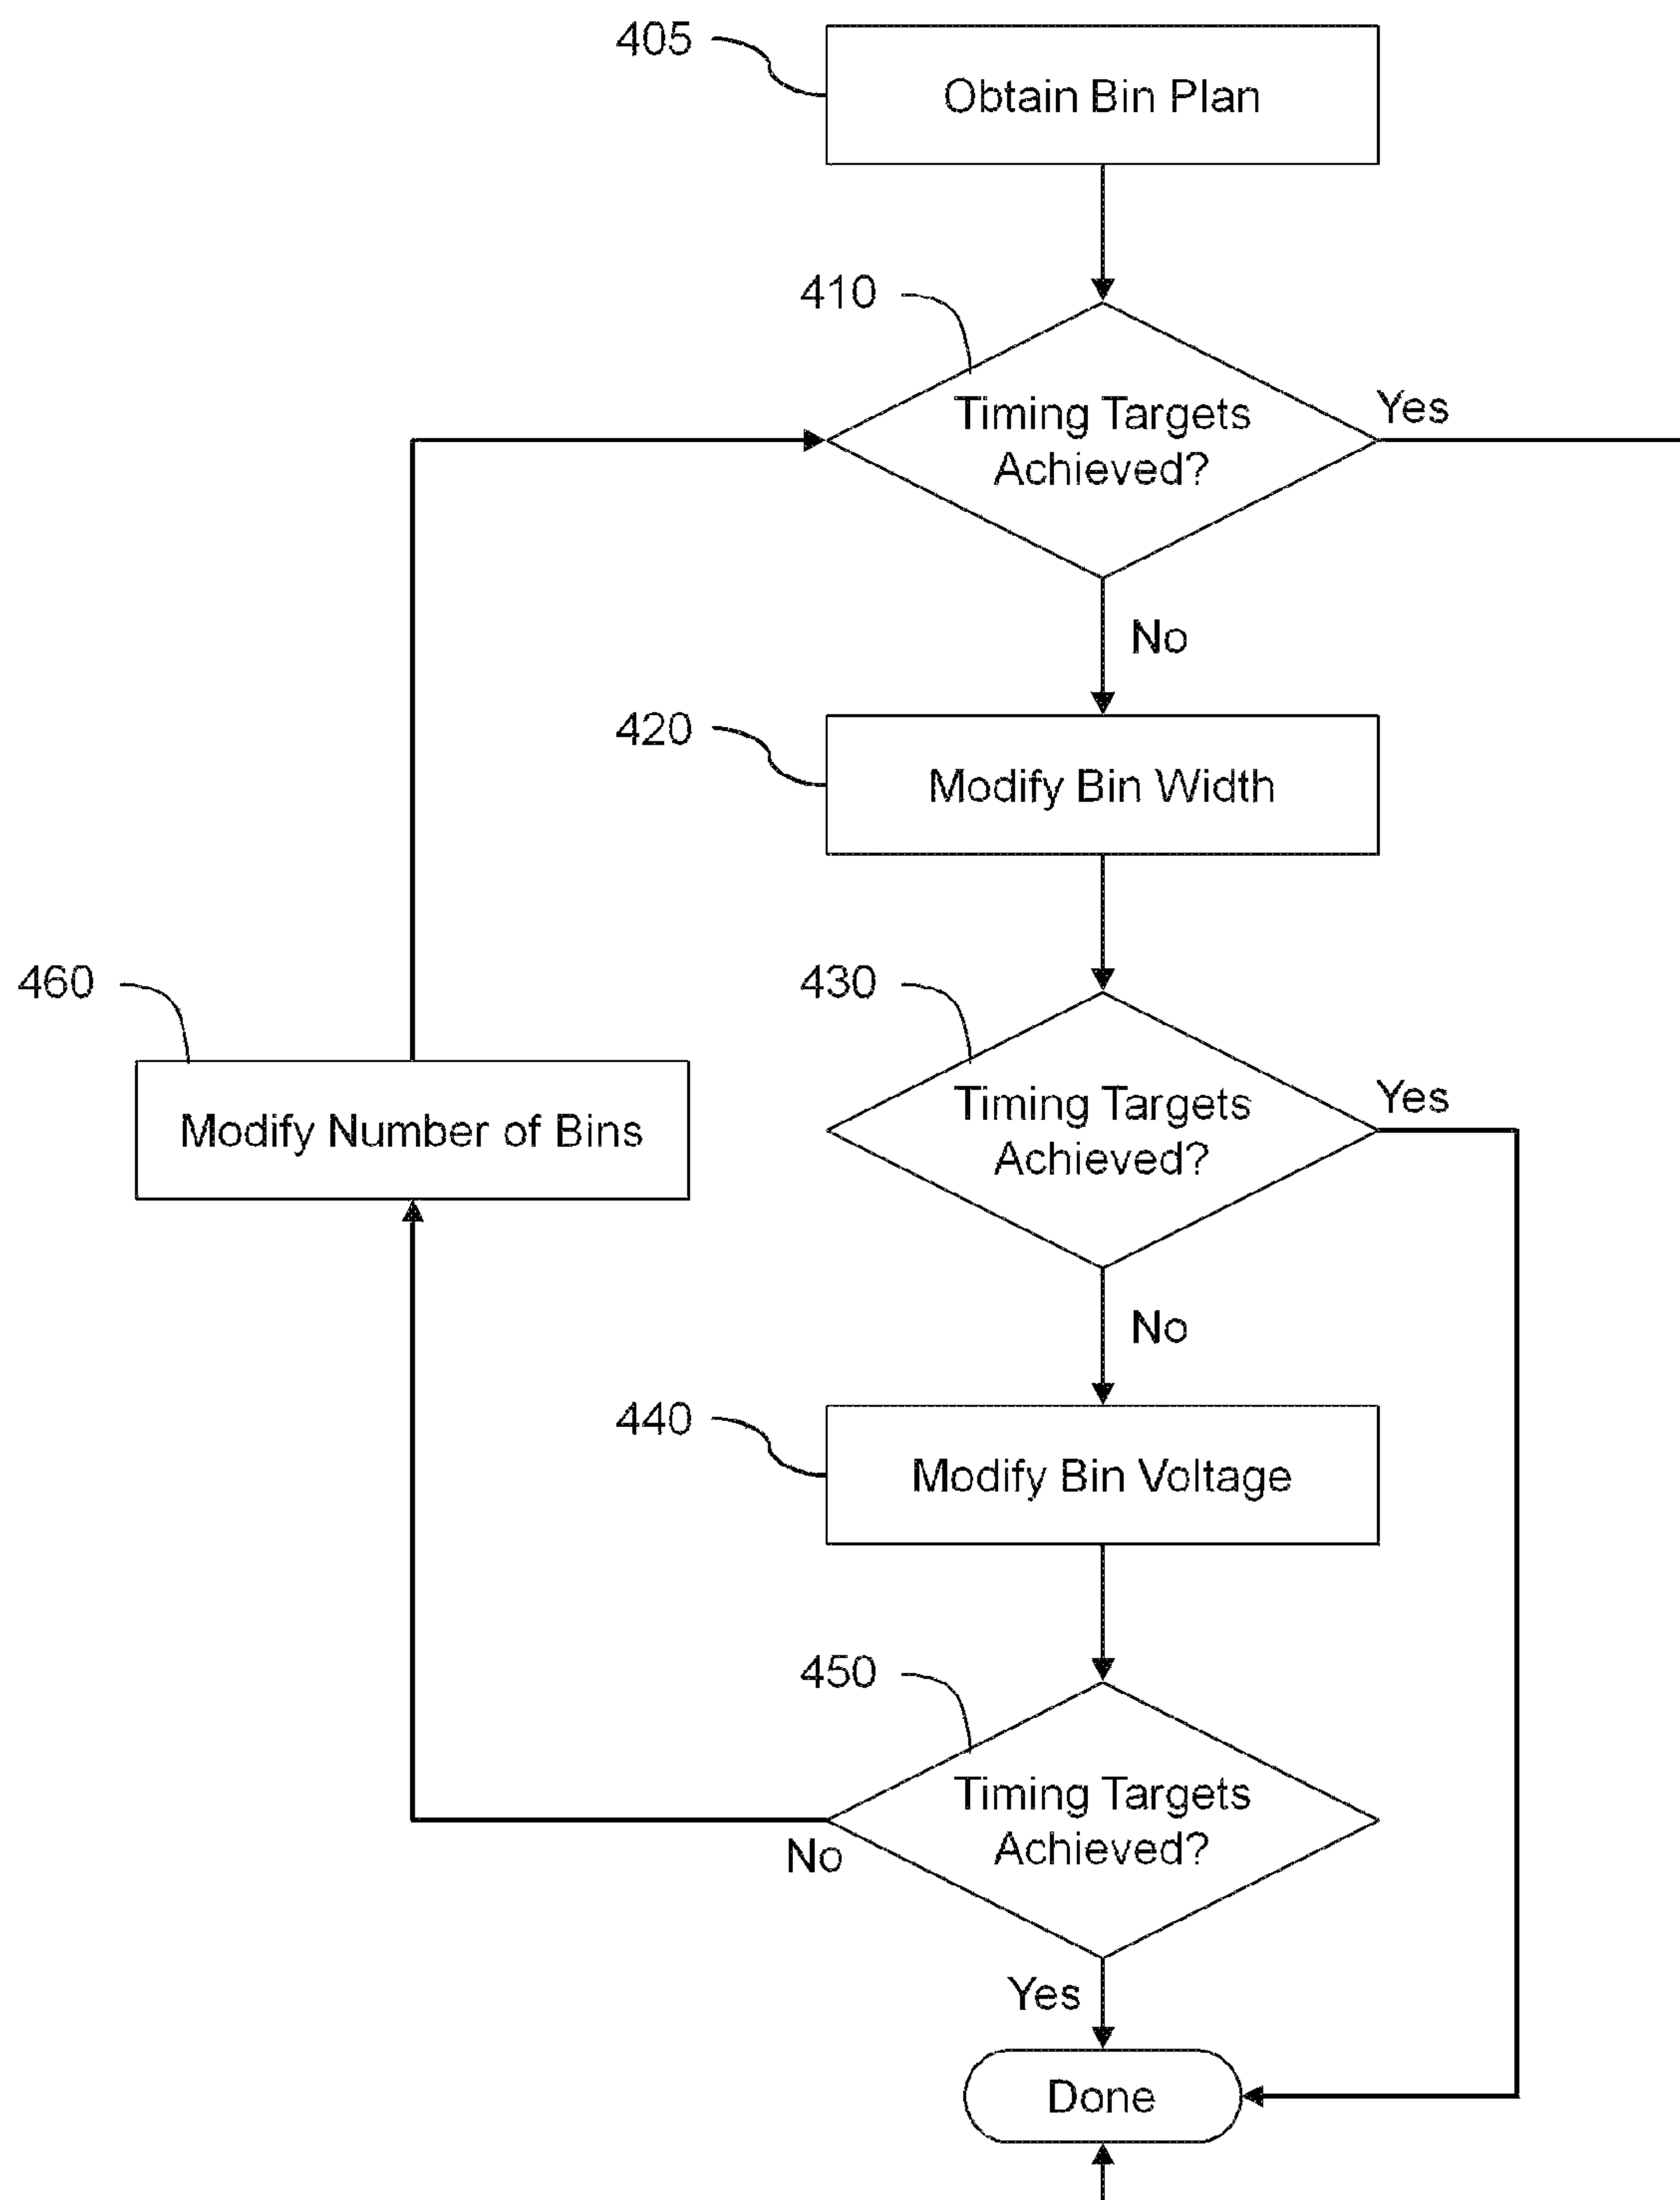 405
Obtain Bin Plan
410
Timing Targets
Achieved?
Yes
No
420
Modify Bin Width
460
Modify Number of Bins
430
Timing Targets
Achieved?
Yes
No
440
Modify Bin Voltage
450
Timing Targets
Achieved?
No
Yes
Done